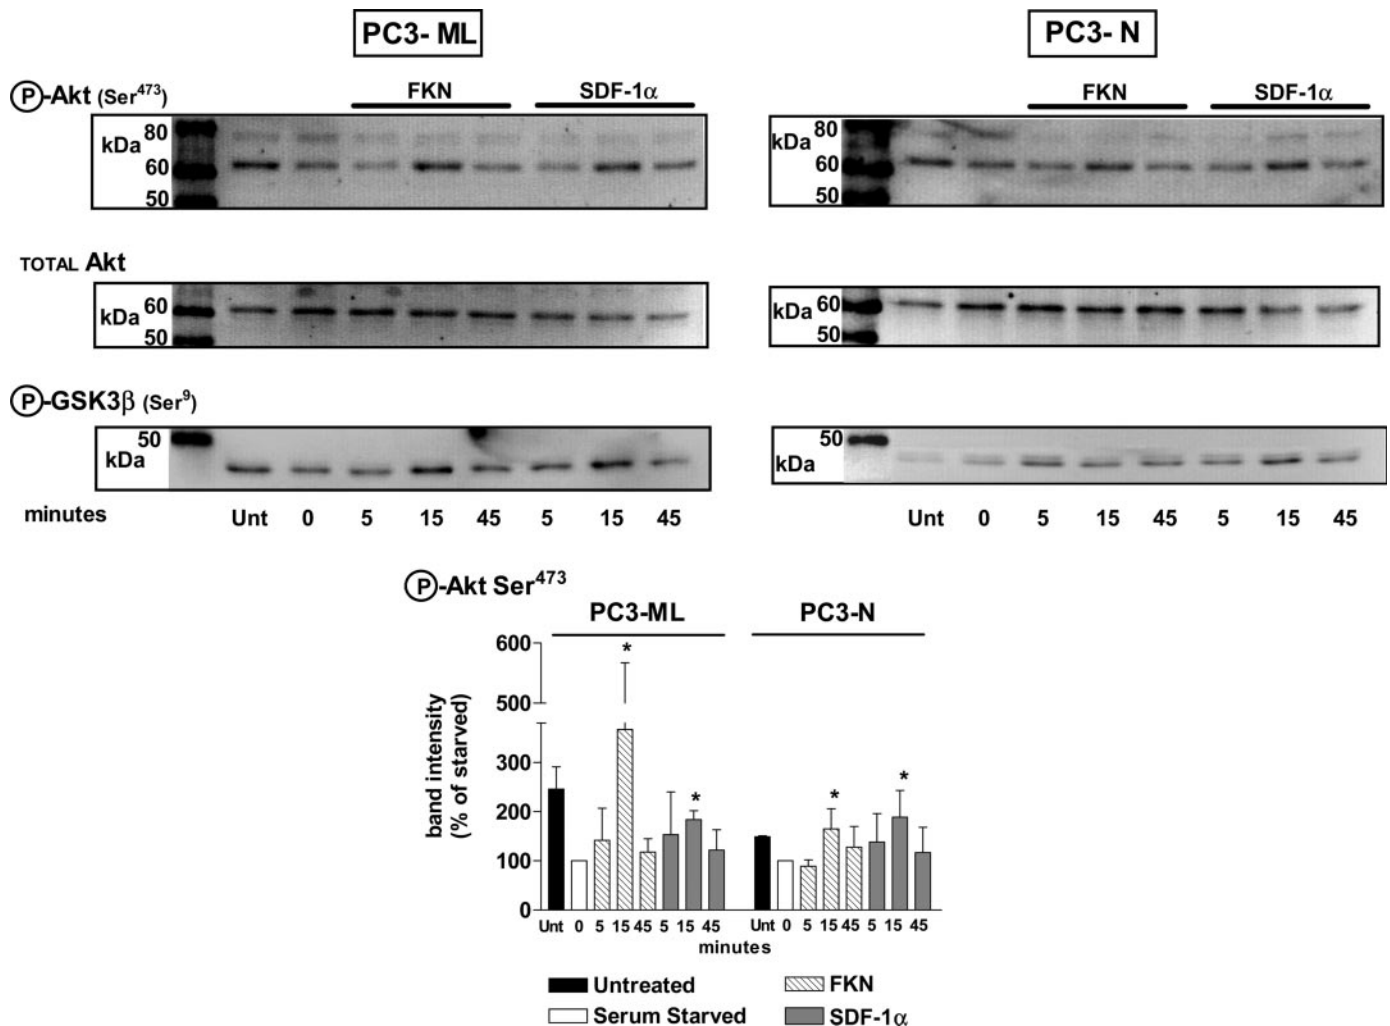 PC3- ML
PC3- N
P-Akt (Ser473)
FKN
SDF-1α
FKN
SDF-1α
kDa
80
60
50
kDa
80
60
50
TOTAL Akt
kDa
60
50
kDa
60
50
P-GSK3β (Ser9)
50
kDa
50
kDa
minutes
Unt 0 5 15 45 5 15 45
Unt 0 5 15 45 5 15 45
P-Akt Ser473
PC3-ML
PC3-N
band intensity
(% of starved)
600
500
300
200
100
0
*
*
*
*
Unt 0 5 15 45 5 15 45
Unt 0 5 15 45 5 15 45
minutes
Untreated
FKN
Serum Starved
SDF-1α